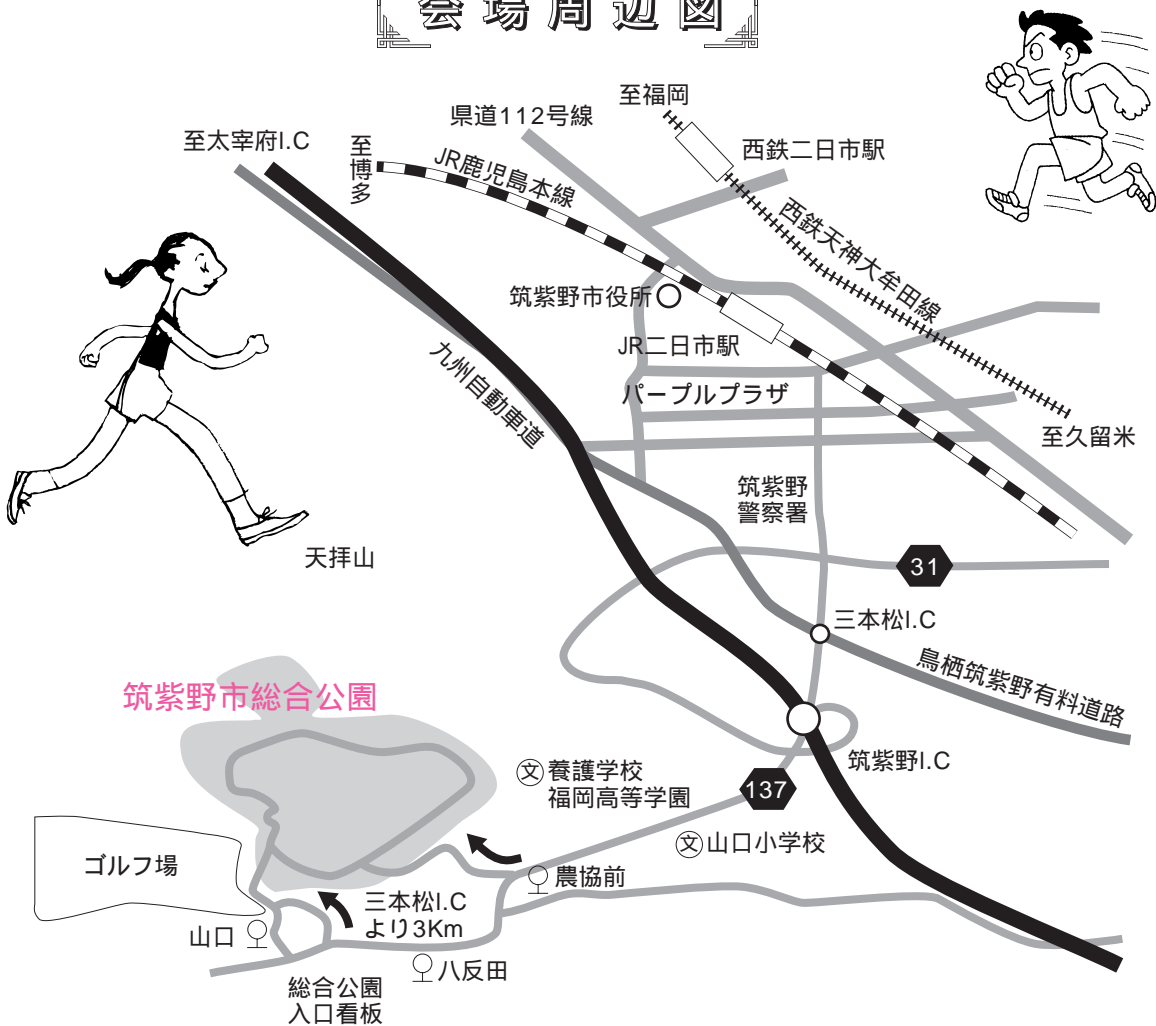 会場周辺図
至福岡
県道112号線
至太宰府I.C
至博多
JR鹿児島本線
西鉄二日市駅
西鉄天神大牟田線
筑紫野市役所
JR二日市駅
九州自動車道
パープルプラザ
至久留米
筑紫野
警察署
天拝山
31
三本松I.C
鳥栖筑紫野有料道路
筑紫野市総合公園
筑紫野I.C
文 養護学校
福岡高等学園
137
文 山口小学校
ゴルフ場
農協前
三本松I.C
より3Km
山口
八反田
総合公園
入口看板